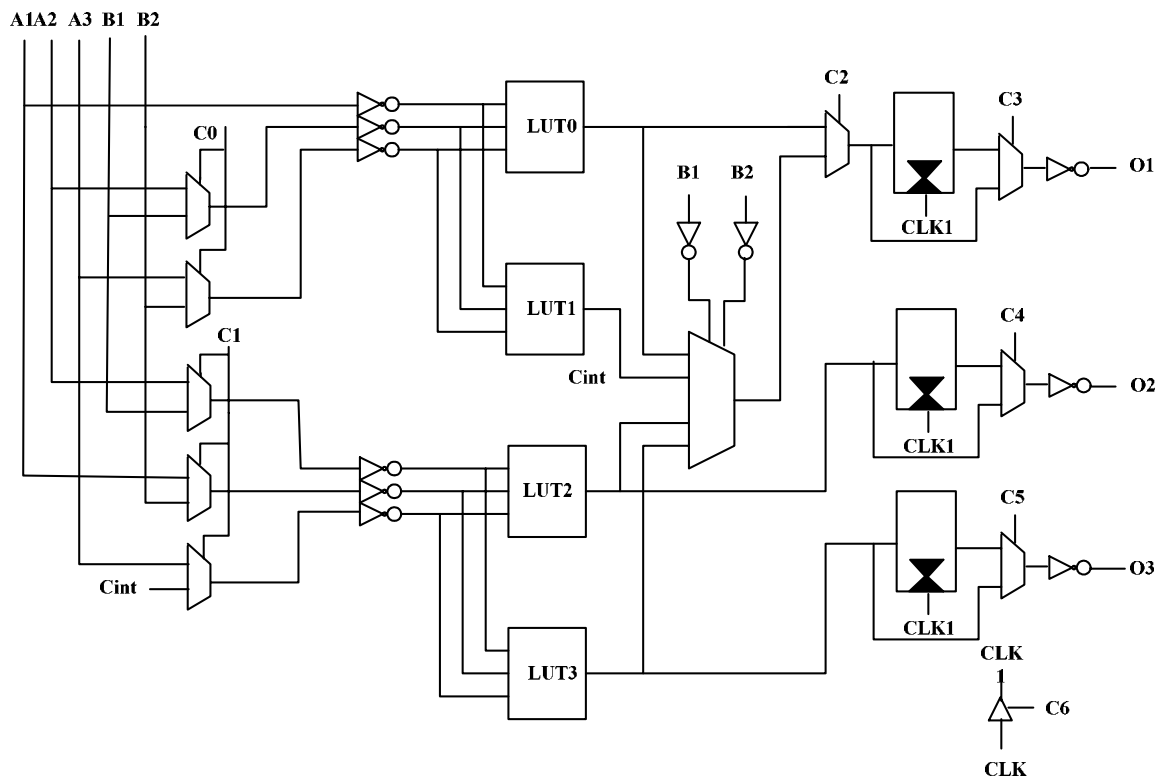 A1A2 A3 B1 B2
C2
C3
C0
LUT0
O1
B1 B2
CLK1
LUT1
C4
C1
Cint
O2
CLK1
LUT2
C5
Cint
O3
CLK1
CLK
1
LUT3
C6
CLK